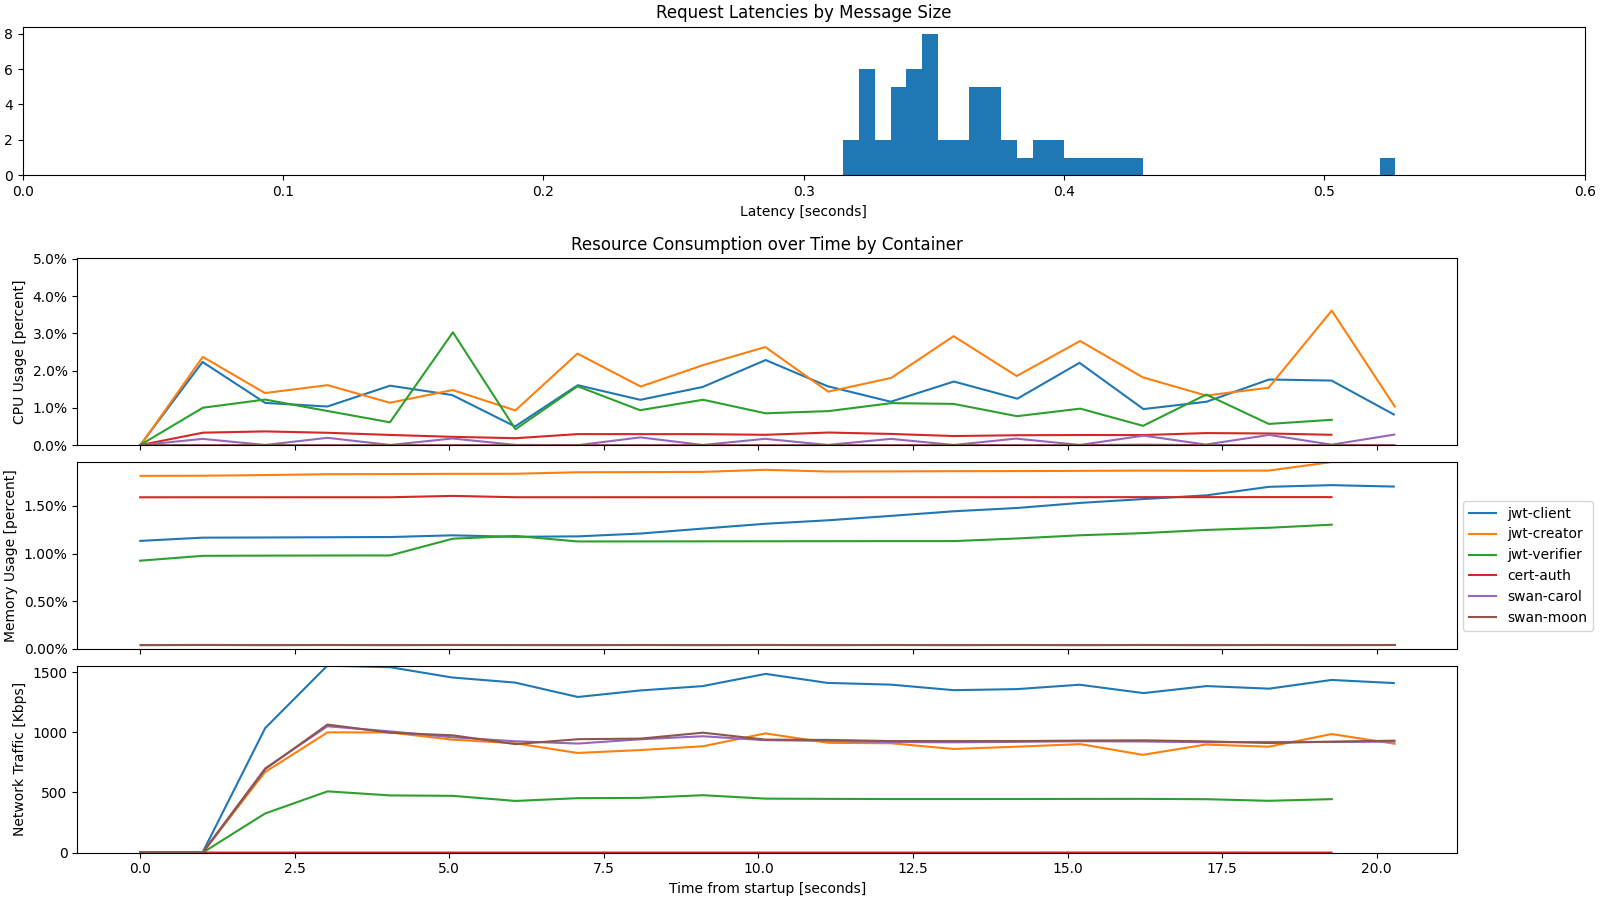 Request Latencies by Message Size
8
6
4
2
0
0.0 0.1 0.2 0.3 0.4 0.5 0.6
Latency [seconds]
Resource Consumption over Time by Container
CPU Usage [percent]
5.0%
4.0%
3.0%
2.0%
1.0%
0.0%
Memory Usage [percent]
1.50%
1.00%
0.50%
0.00%
jwt-client
jwt-creator
jwt-verifier
cert-auth
swan-carol
swan-moon
Network Traffic [Kbps]
1500
1000
500
0
0.0 2.5 5.0 7.5 10.0 12.5 15.0 17.5 20.0
Time from startup [seconds]